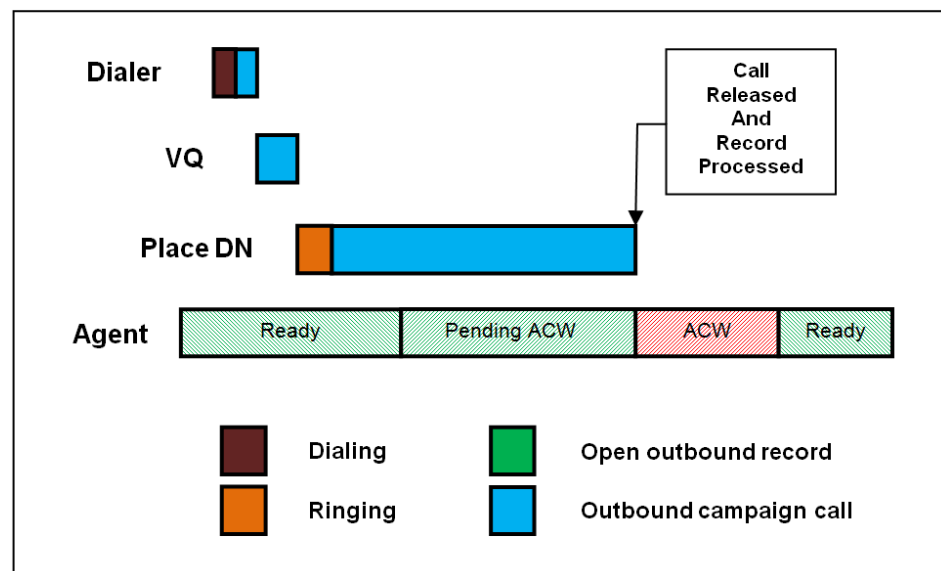 Dialer
Call
Released
And
Record
Processed
VQ
Place DN
Agent
Ready
Pending ACW
ACW
Ready
Dialing
Open outbound record
Ringing
Outbound campaign call